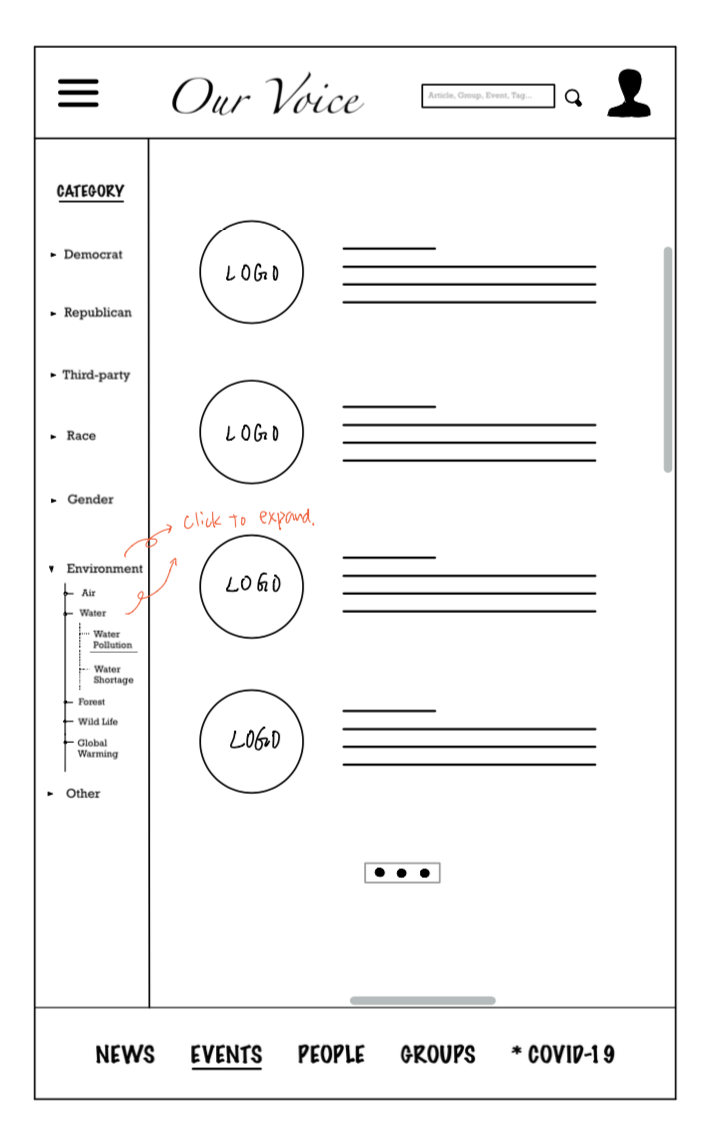 Our Voice
Article, Group, Event, Tag...
CATEGORY
Democrat
LOGO
Republican
Third-party
LOGO
Race
Gender
Click to expand.
Environment
LOGO
Air
Water
Water
Pollution
Water
Shortage
Forest
Wild Life
Global
Warming
LOGO
Other
NEWS EVENTS PEOPLE GROUPS * COVID-19